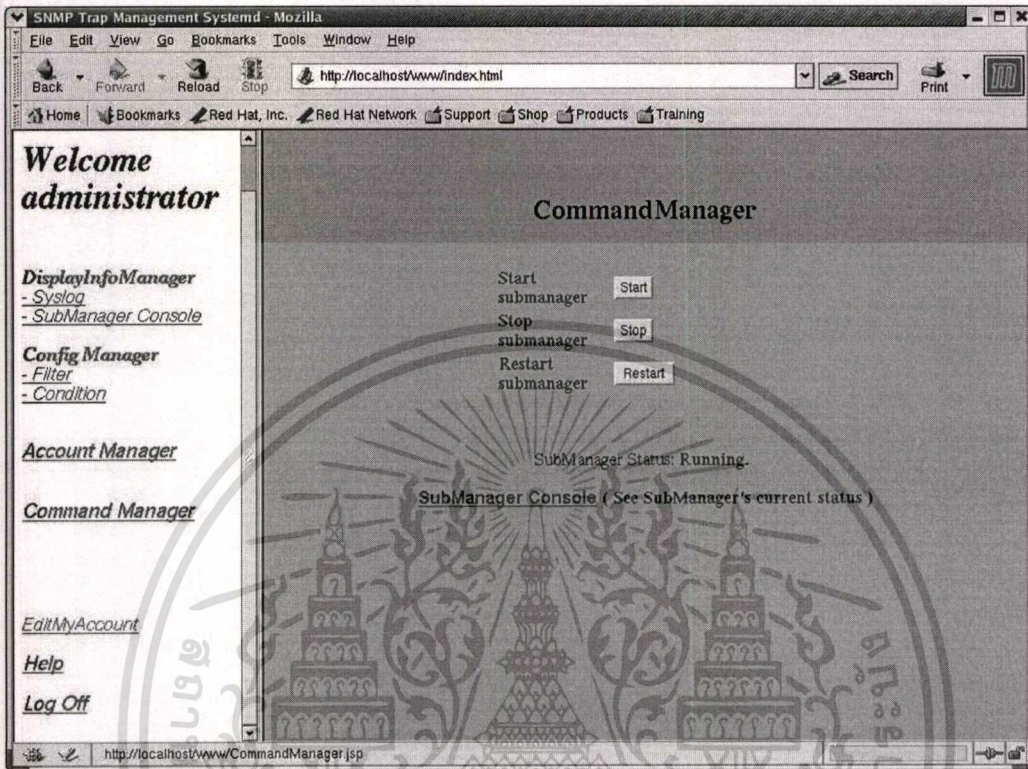 SNMP Trap Management Systemd - Mozilla
File Edit View Go Bookmarks Tools Window Help
Back Forward Reload Stop http://localhost/www/index.html Search Print
Home Bookmarks Red Hat, Inc. Red Hat Network Support Shop Products Training
Welcome
administrator
DisplayInfoManager
- Syslog
- SubManager Console
Config Manager
- Filter
- Condition
Account Manager
Command Manager
EditMyAccount
Help
Log Off
CommandManager
Start
submanager Start
Stop
submanager Stop
Restart
submanager Restart
SubManager Status: Running.
SubManager Console ( See SubManager's current status )
http://localhost/www/CommandManager.jsp